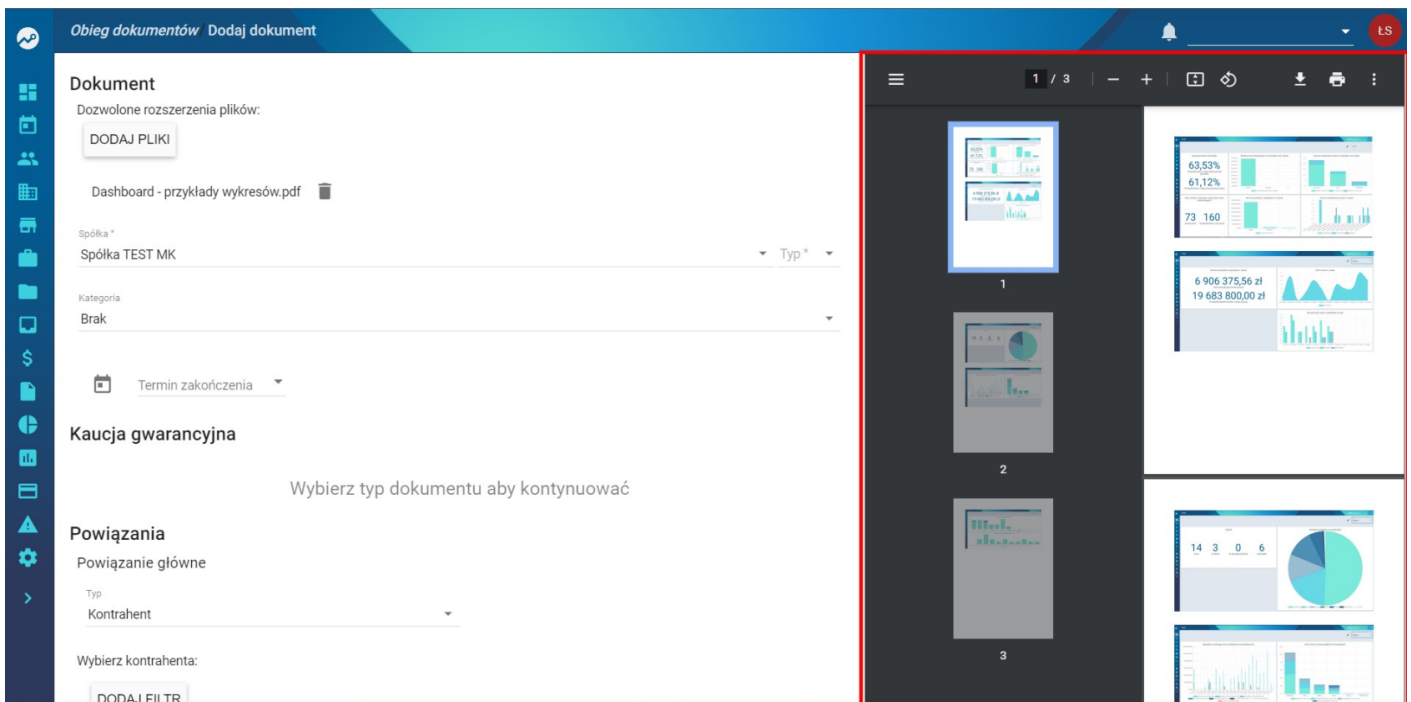 Obieg dokumentów / Dodaj dokument
ŁS
Dokument
Dozwolone rozszerzenia plików:
DODAJ PLIKI
Dashboard - przykłady wykresów.pdf
Spółka *
Spółka TEST MK
Typ *
Kategoria
Brak
Termin zakończenia
Kaucja gwarancyjna
Wybierz typ dokumentu aby kontynuować
Powiązania
Powiązanie główne
Typ
Kontrahent
Wybierz kontrahenta:
DODAJ FILTR
1 / 3
1
2
3
63,53%
61,12%
73 160
6 906 375,56 zł
19 683 800,00 zł
14 3 0 6